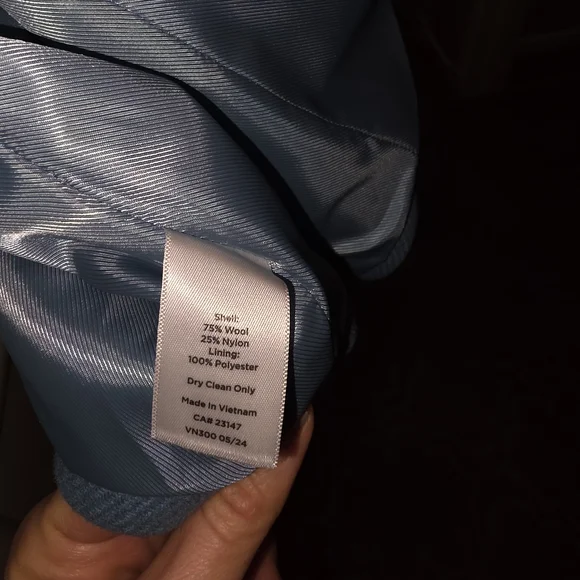 Shell:
75% Wool
25% Nylon
Lining:
100% Polyester
Dry Clean Only
Made in Vietnam
CA# 23147
VN300 05/24